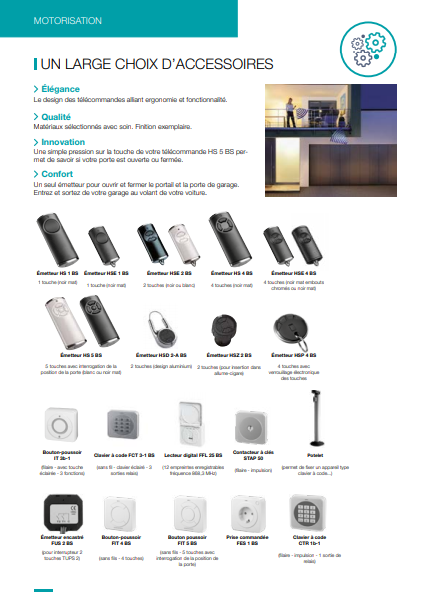 MOTORISATION
UN LARGE CHOIX D'ACCESSOIRES
Élégance
Le design des télécommandes alliant ergonomie et fonctionnalité.
Qualité
Matériaux sélectionnés avec soin. Finition exemplaire.
Innovation
Une simple pression sur la touche de votre télécommande HS 5 BS per-
met de savoir si votre porte est ouverte ou fermée.
Confort
Un seul émetteur pour ouvrir et fermer le portail et la porte de garage.
Entrez et sortez de votre garage au volant de votre voiture.
Émetteur HS 1 BS
1 touche (noir mat)
Émetteur HSE 1 BS
1 touche (noir mat)
Émetteur HSE 2 BS
2 touches (noir ou blanc)
Émetteur HS 4 BS
4 touches (noir mat)
Émetteur HSE 4 BS
4 touches (noir mat embouts
chromés ou noir mat)
Émetteur HS 5 BS
5 touches avec interrogation de la
position de la porte (blanc ou noir mat)
Émetteur HSD 2-A BS
2 touches (design aluminium)
Émetteur HSZ 2 BS
2 touches (pour insertion dans
allume-cigare)
Émetteur HSP 4 BS
4 touches avec
verrouillage électronique
des touches
Bouton-poussoir
IT 3b-1
(filaire - avec touche
éclairée - 3 fonctions)
Clavier à code FCT 3-1 BS
(sans fil - clavier éclairé - 3
sorties relais)
Lecteur digital FFL 25 BS
(12 empreintes enregistrables
fréquence 868,3 MHz)
Contacteur à clés
STAP 50
(filaire - impulsion)
Potelet
(permet de fixer un appareil type
clavier à code...)
Émetteur encastré
FUS 2 BS
(pour interrupteur 2
touches TUPS 2)
Bouton-poussoir
FIT 4 BS
(sans fils - 4 touches)
Bouton poussoir
FIT 5 BS
(sans fils - 5 touches avec
interrogation de la position de
la porte)
Prise commandée
FES 1 BS
Clavier à code
CTR 1b-1
(filaire - impulsion - 1 sortie de
relais)